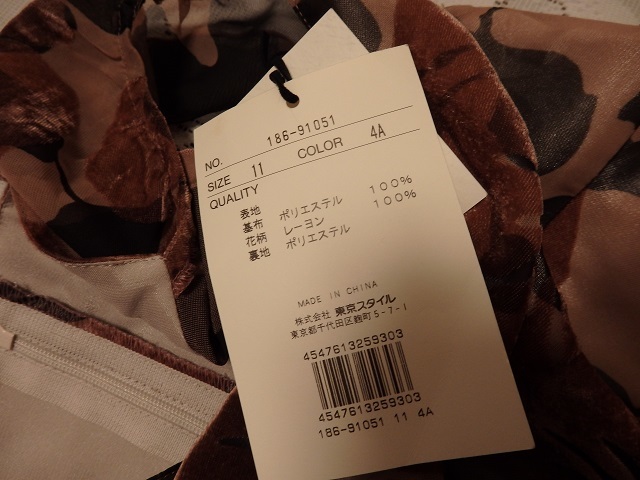 NO. 186-91051
SIZE 11 COLOR 4A
QUALITY
表地
基布 ポリエステル 100%
花柄 レーヨン 100%
裏地 ポリエステル
MADE IN CHINA
株式会社 東京スタイル
東京都千代田区麹町5-7-1
4547613259303
4547613259303
186-91051 11 4A